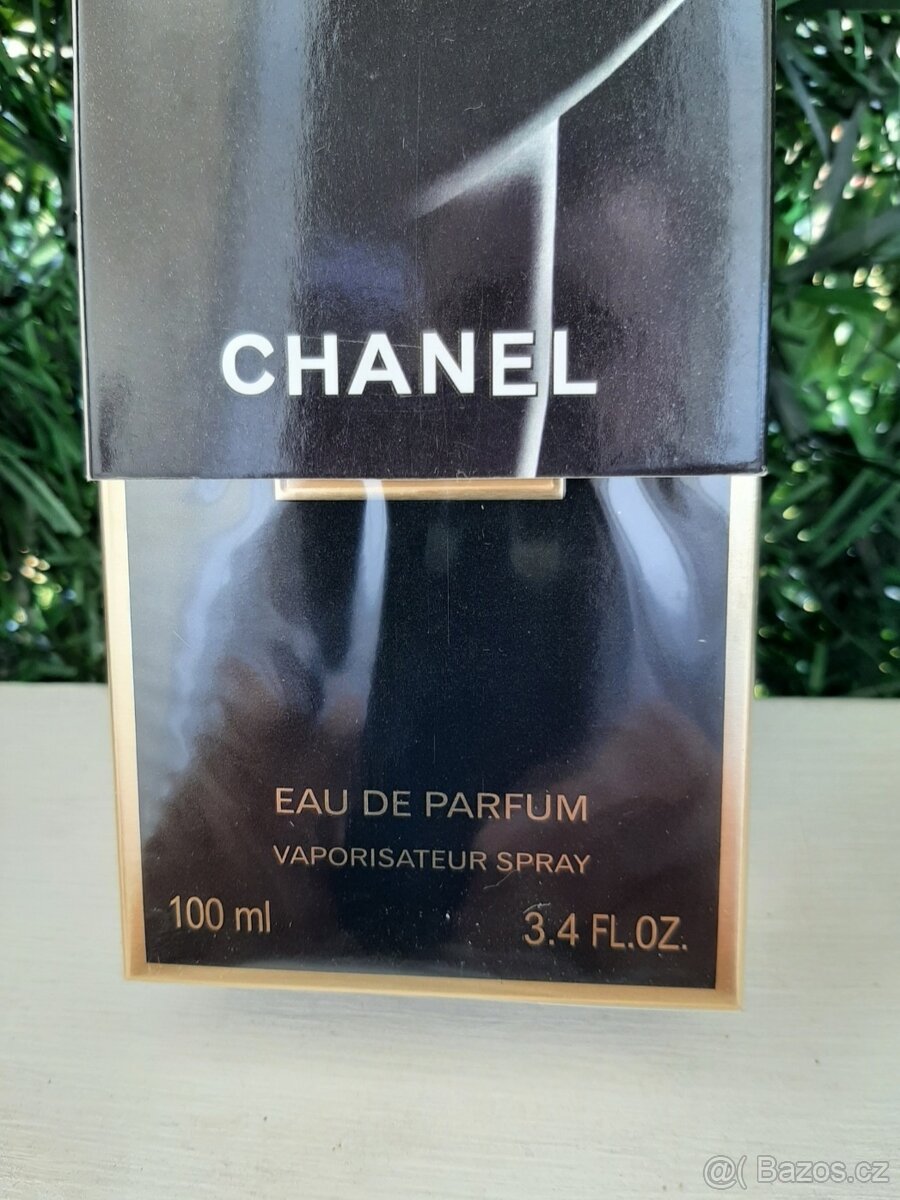 CHANEL
EAU DE PARFUM
VAPORISATEUR SPRAY
100 ml 3.4 FL.OZ.
@( Bazos.cz